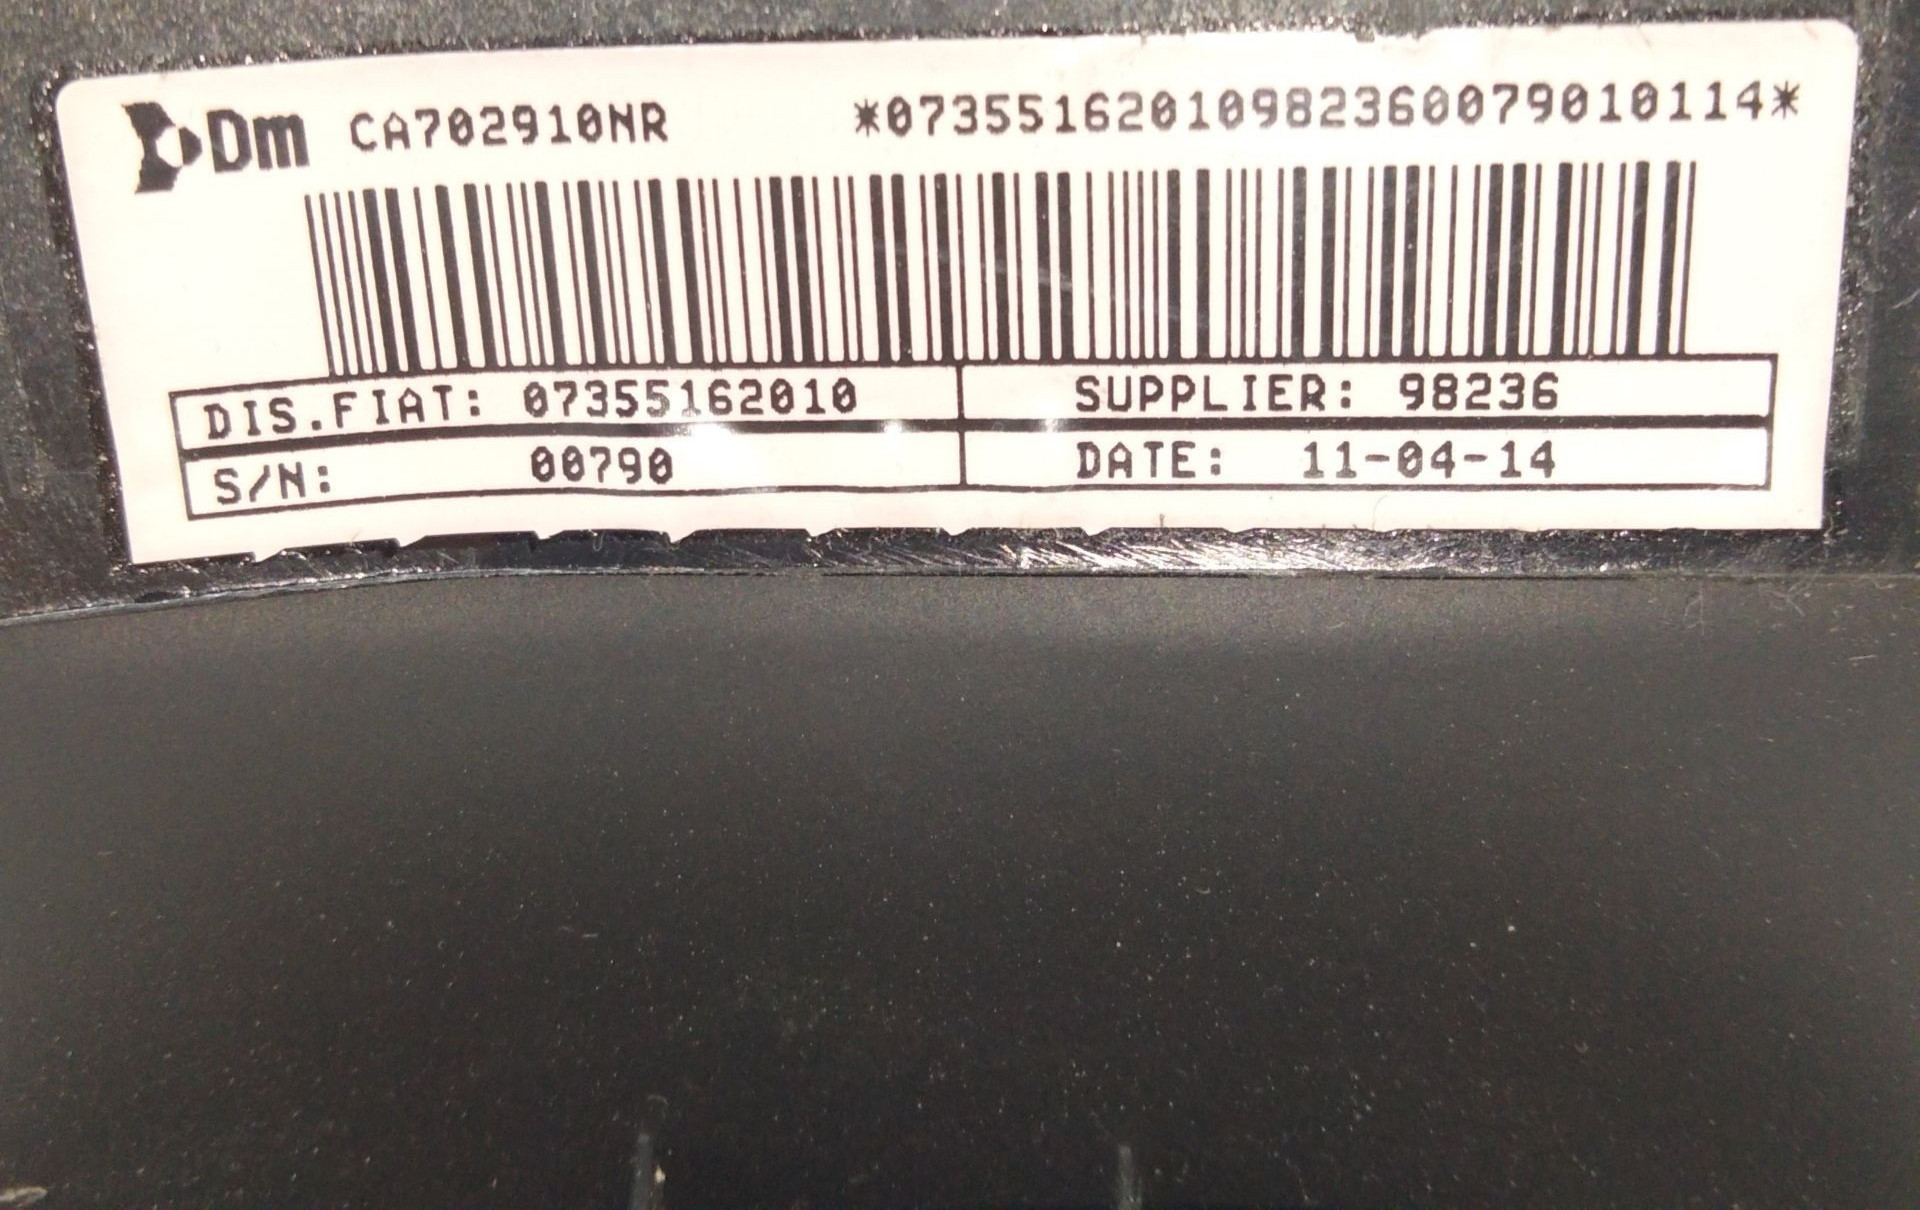 Dm CA702910NR *07355162010982360079010114*
DIS.FIAT: 07355162010 SUPPLIER: 98236
S/N: 00790 DATE: 11-04-14